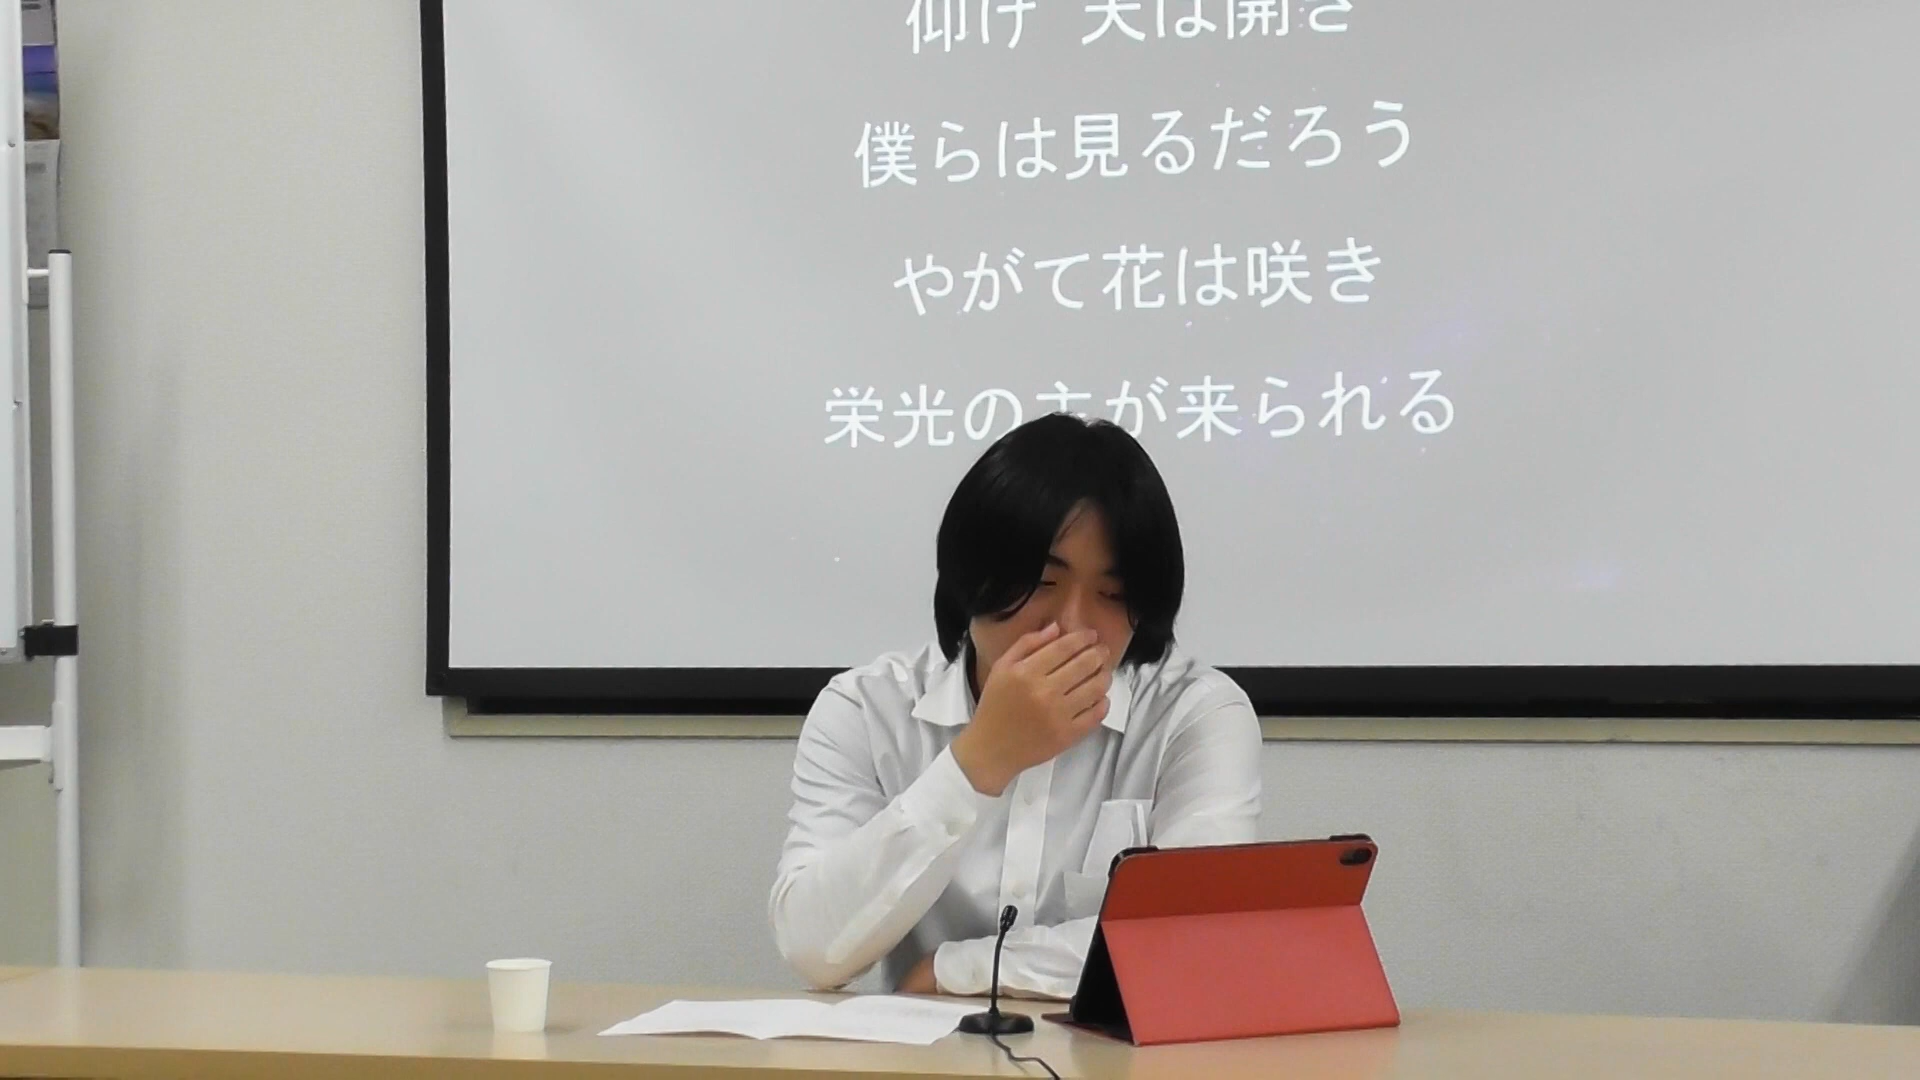 仰げ 天は開き
僕らは見るだろう
やがて花は咲き
栄光の主が来られる